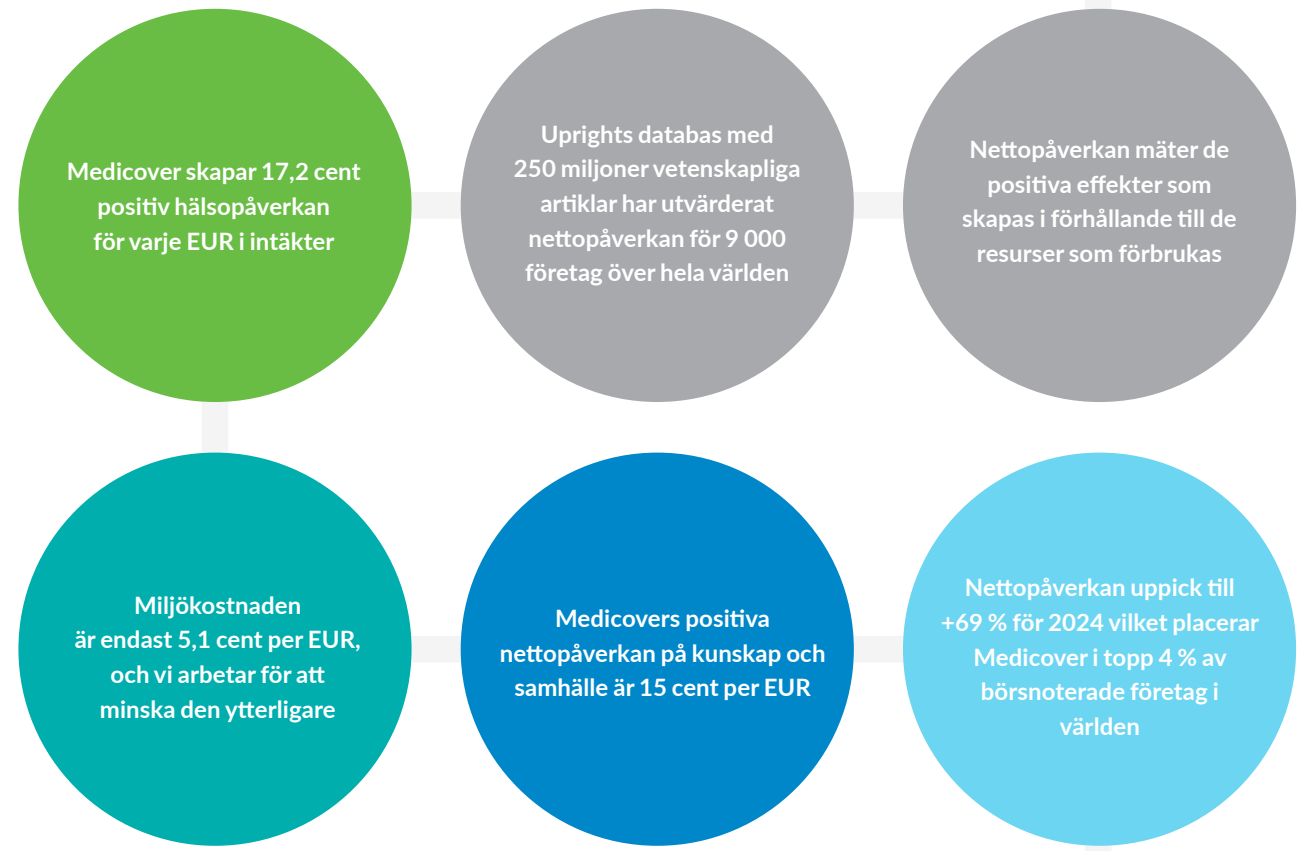 Medicover skapar 17,2 cent
positiv hälsopåverkan
för varje EUR i intäkter
Uprights databas med
250 miljoner vetenskapliga
artiklar har utvärderat
nettopåverkan för 9 000
företag över hela världen
Nettopåverkan mäter de
positiva effekter som
skapas i förhållande till de
resurser som förbrukas
Miljökostnaden
är endast 5,1 cent per EUR,
och vi arbetar för att
minska den ytterligare
Medicovers positiva
nettopåverkan på kunskap och
samhälle är 15 cent per EUR
Nettopåverkan uppick till
+69 % för 2024 vilket placerar
Medicover i topp 4 % av
börsnoterade företag i
världen